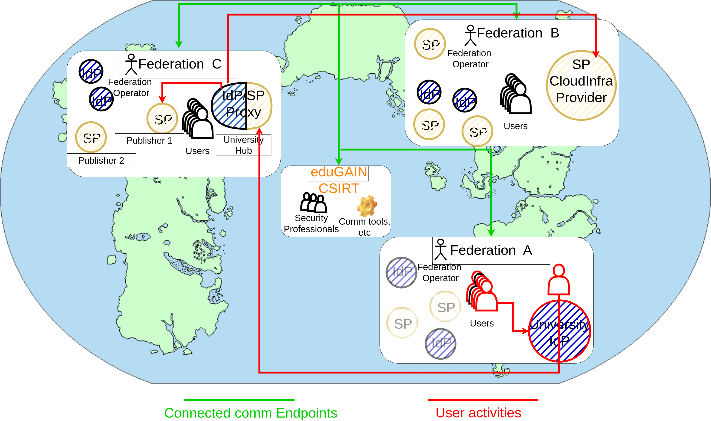 Federation C
IdP
Federation
Operator
IdP
SP
Publisher 1
SP
Publisher 2
Users
IdP/SP
Proxy
University
Hub
Federation B
SP
Federation
Operator
IdP
IdP
SP
SP
Users
SP
CloudInfra
Provider
eduGAIN
CSIRT
Security
Professionals
Comm tools,
etc
Federation A
IdP
Federation
Operator
SP
SP
IdP
Users
University
IdP
Connected comm Endpoints
User activities